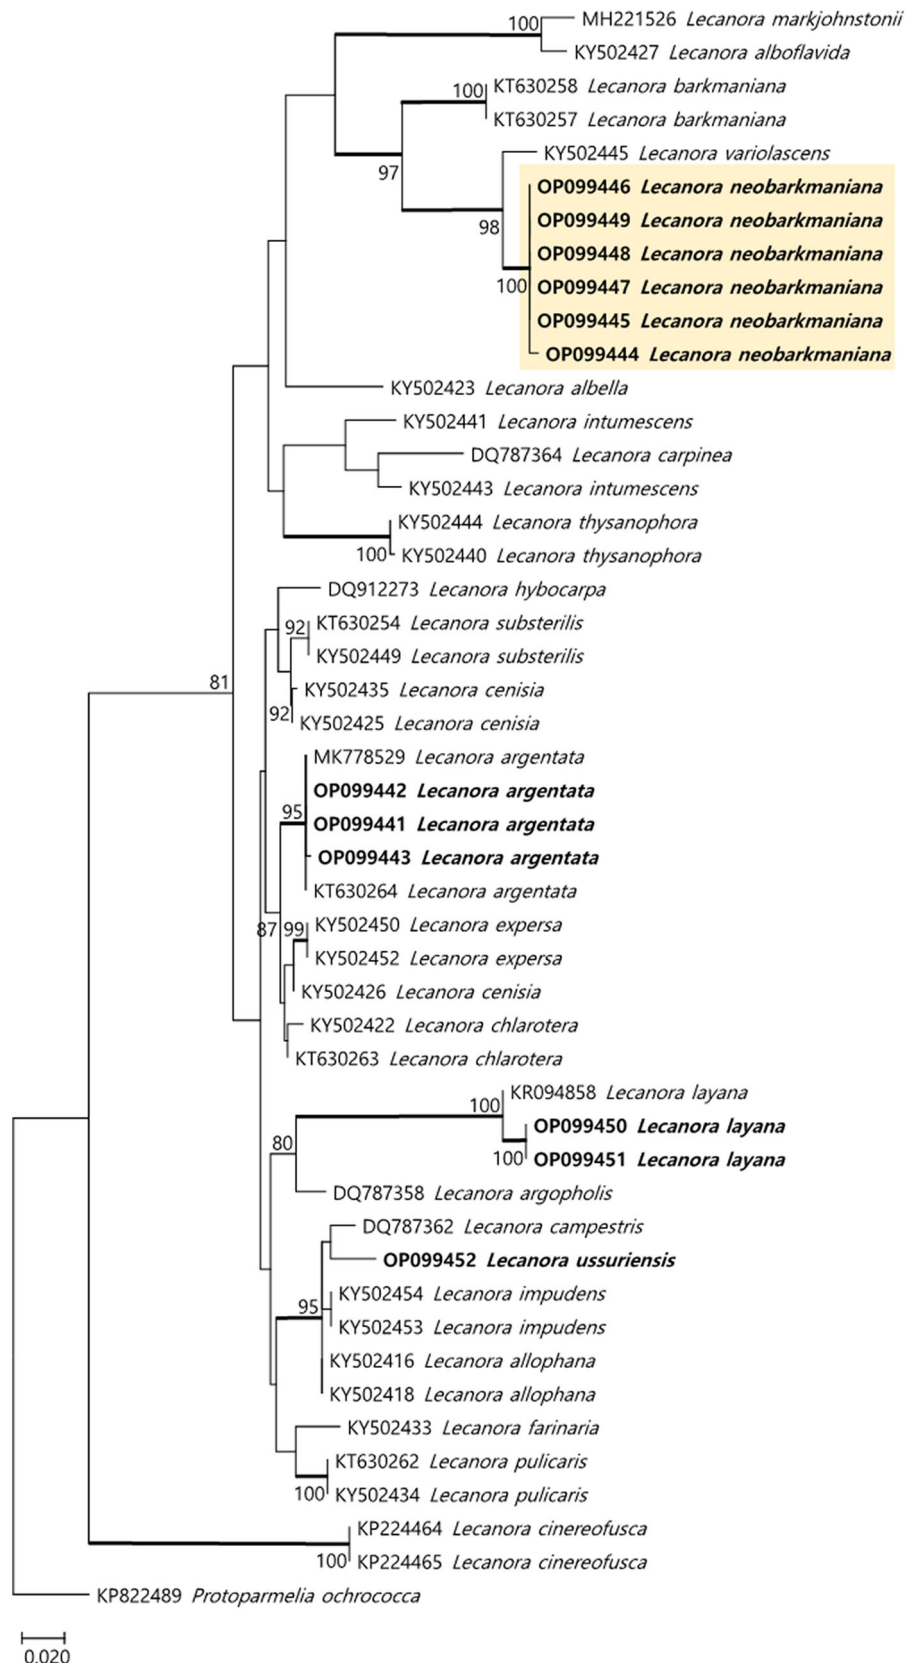 100
MH221526 Lecanora markjohnstonii
KY502427 Lecanora alboflavida
100
KT630258 Lecanora barkmaniana
KT630257 Lecanora barkmaniana
KY502445 Lecanora variolascens
97
OP099446 Lecanora neobarkmaniana
OP099449 Lecanora neobarkmaniana
98
OP099448 Lecanora neobarkmaniana
100
OP099447 Lecanora neobarkmaniana
OP099445 Lecanora neobarkmaniana
OP099444 Lecanora neobarkmaniana
KY502423 Lecanora albella
KY502441 Lecanora intumescens
DQ787364 Lecanora carpinea
KY502443 Lecanora intumescens
KY502444 Lecanora thysanophora
100
KY502440 Lecanora thysanophora
DQ912273 Lecanora hybocarpa
92
KT630254 Lecanora substerilis
KY502449 Lecanora substerilis
81
KY502435 Lecanora cenisia
92
KY502425 Lecanora cenisia
MK778529 Lecanora argentata
OP099442 Lecanora argentata
95
OP099441 Lecanora argentata
OP099443 Lecanora argentata
KT630264 Lecanora argentata
87
99
KY502450 Lecanora expersa
KY502452 Lecanora expersa
KY502426 Lecanora cenisia
KY502422 Lecanora chlarotera
KT630263 Lecanora chlarotera
KR094858 Lecanora layana
100
OP099450 Lecanora layana
80
100
OP099451 Lecanora layana
DQ787358 Lecanora argopholis
DQ787362 Lecanora campestris
OP099452 Lecanora ussuriensis
KY502454 Lecanora impudens
95
KY502453 Lecanora impudens
KY502416 Lecanora allophana
KY502418 Lecanora allophana
KY502433 Lecanora farinaria
KT630262 Lecanora pulicaris
100
KY502434 Lecanora pulicaris
KP224464 Lecanora cinereofusca
100
KP224465 Lecanora cinereofusca
KP822489 Protoparmelia ochrococca
0.020